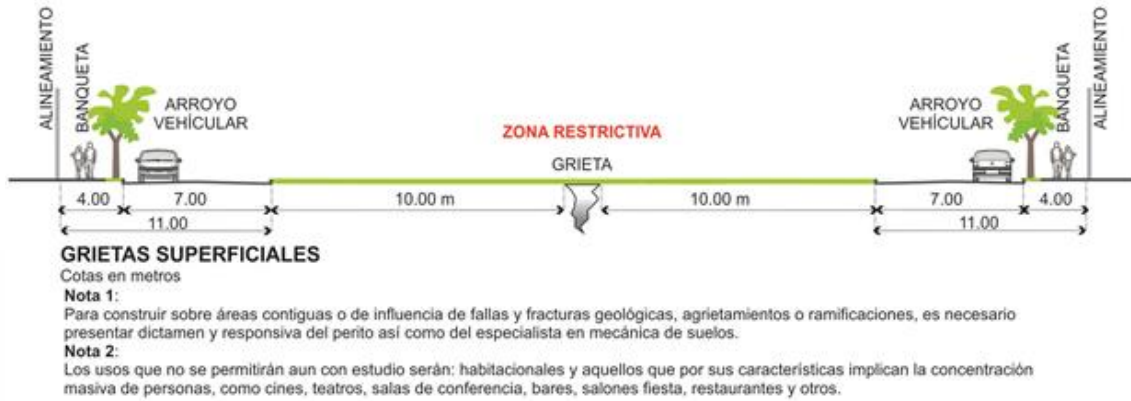 ALINEAMIENTO
BANQUETA
ARROYO
VEHÍCULAR
ZONA RESTRICTIVA
GRIETA
ARROYO
VEHÍCULAR
BANQUETA
ALINEAMIENTO
4.00 7.00 10.00 m 10.00 m 7.00 4.00
11.00 11.00
GRIETAS SUPERFICIALES
Cotas en metros
Nota 1:
Para construir sobre áreas contiguas o de influencia de fallas y fracturas geológicas, agrietamientos o ramificaciones, es necesario
presentar dictamen y responsiva del perito así como del especialista en mecánica de suelos.
Nota 2:
Los usos que no se permitirán aun con estudio serán: habitacionales y aquellos que por sus características implican la concentración
masiva de personas, como cines, teatros, salas de conferencia, bares, salones fiesta, restaurantes y otros.